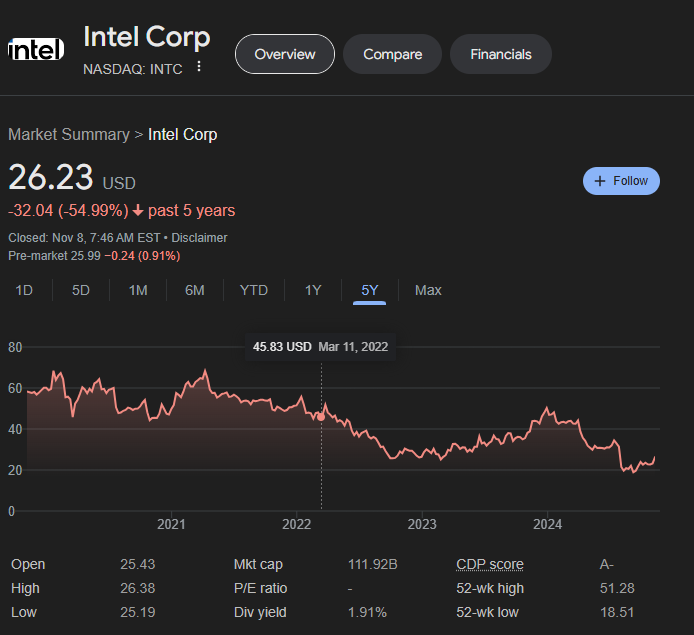 intel
Intel Corp
NASDAQ: INTC
Overview
Compare
Financials
Market Summary > Intel Corp
26.23 USD
+ Follow
-32.04 (-54.99%) ↓ past 5 years
Closed: Nov 8, 7:46 AM EST • Disclaimer
Pre-market 25.99 −0.24 (0.91%)
1D 5D 1M 6M YTD 1Y 5Y Max
45.83 USD Mar 11, 2022
80
60
40
20
0
2021 2022 2023 2024
Open 25.43 Mkt cap 111.92B CDP score A-
High 26.38 P/E ratio - 52-wk high 51.28
Low 25.19 Div yield 1.91% 52-wk low 18.51